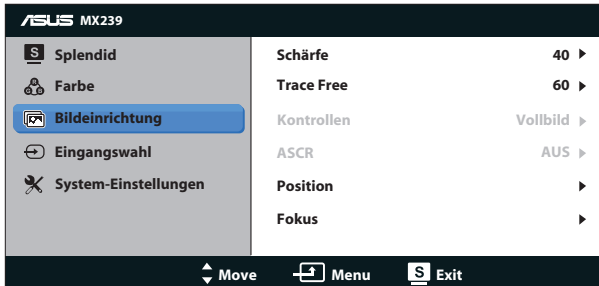 ASUS MX239
S Splendid
Farbe
Bildeinrichtung
Eingangswahl
System-Einstellungen
Schärfe 40
Trace Free 60
Kontrollen Vollbild
ASCR AUS
Position
Fokus
Move Menu S Exit